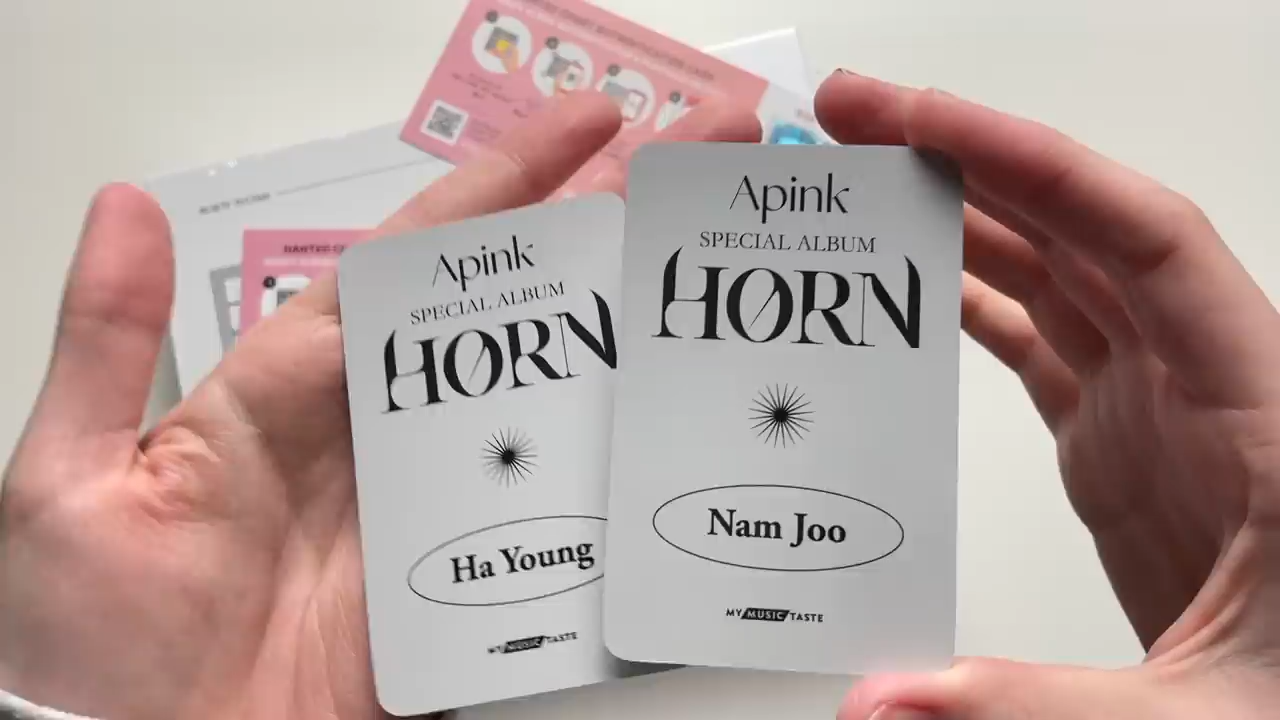 Apink
SPECIAL ALBUM
HORN
Ha Young
MY MUSIC TASTE
Apink
SPECIAL ALBUM
HORN
Nam Joo
MY MUSIC TASTE